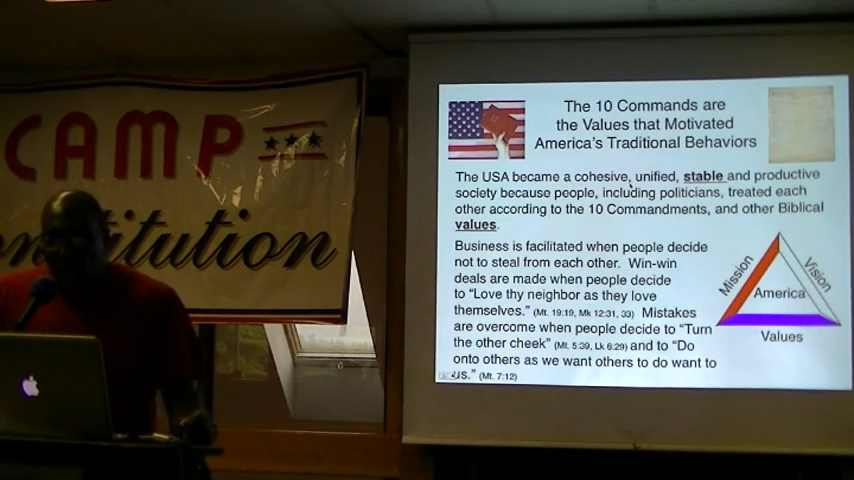 CAMP
onstitution
The 10 Commands are
the Values that Motivated
America's Traditional Behaviors
The USA became a cohesive, unified, stable and productive
society because people, including politicians, treated each
other according to the 10 Commandments, and other Biblical
values.
Business is facilitated when people decide
not to steal from each other. Win-win
deals are made when people decide
to "Love thy neighbor as they love
themselves." (Mt. 19:19, Mk 12:31, 33) Mistakes
are overcome when people decide to "Turn
the other cheek" (Mt. 5:39, Lk 6:29) and to "Do
onto others as we want others to do want to
us." (Mt. 7:12)
Mission
Vision
America
Values